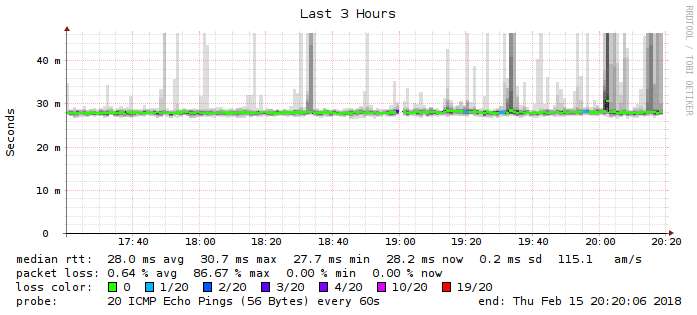 Last 3 Hours
RRDTOOL / TOBI OETIKER
Seconds
40 m
30 m
20 m
10 m
0
17:40 18:00 18:20 18:40 19:00 19:20 19:40 20:00 20:20
median rtt: 28.0 ms avg 30.7 ms max 27.7 ms min 28.2 ms now 0.2 ms sd 115.1 am/s
packet loss: 0.64 % avg 86.67 % max 0.00 % min 0.00 % now
loss color: 0 1/20 2/20 3/20 4/20 10/20 19/20
probe: 20 ICMP Echo Pings (56 Bytes) every 60s end: Thu Feb 15 20:20:06 2018